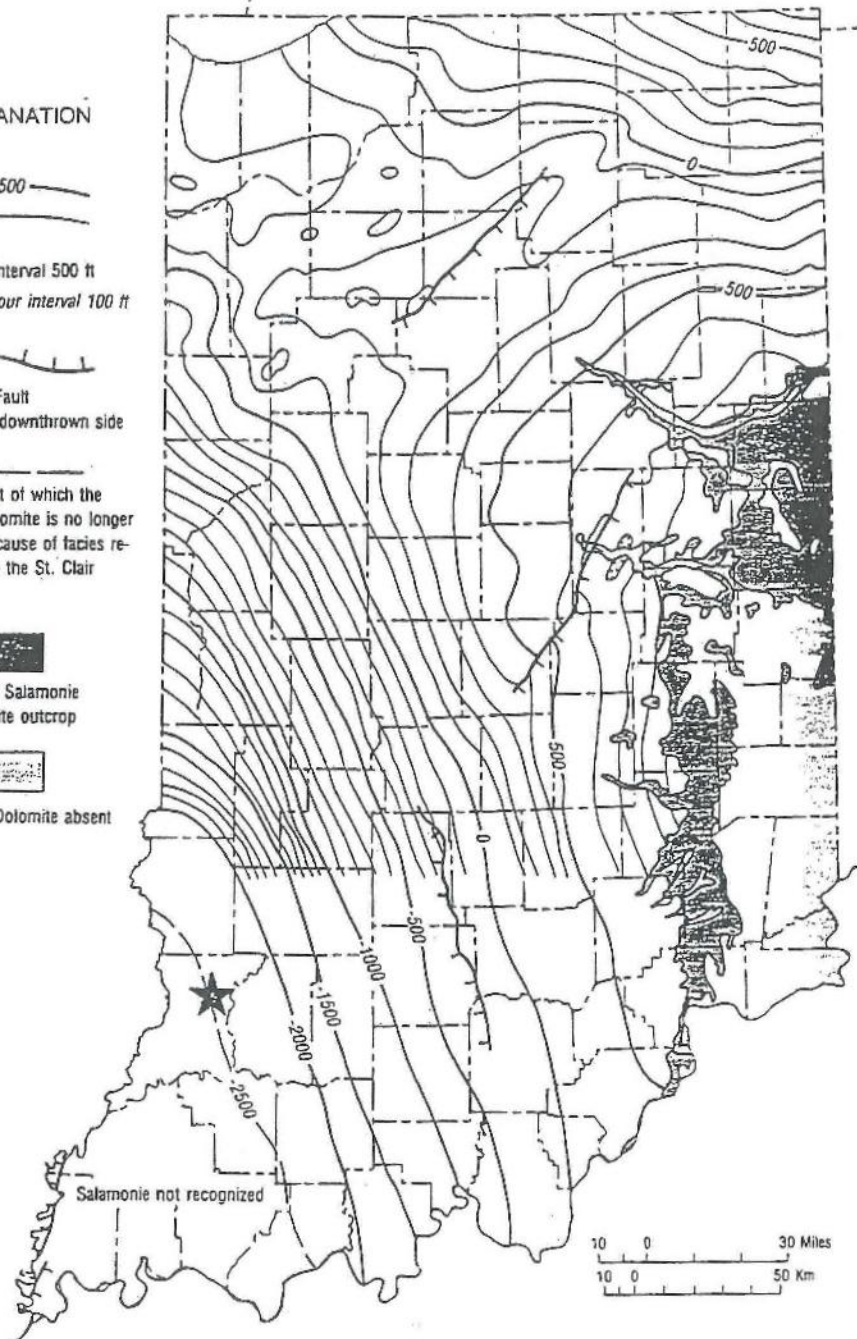 ANATION
500
nterval 500 ft
our interval 100 ft
Fault
downthrown side
t of which the
omite is no longer
cause of facies re-
the St. Clair
Salamonie
te outcrop
Dolomite absent
500
0
500
500
0
-500
-1000
-1500
-2000
-2500
Salamonie not recognized
10 0 30 Miles
10 0 50 Km